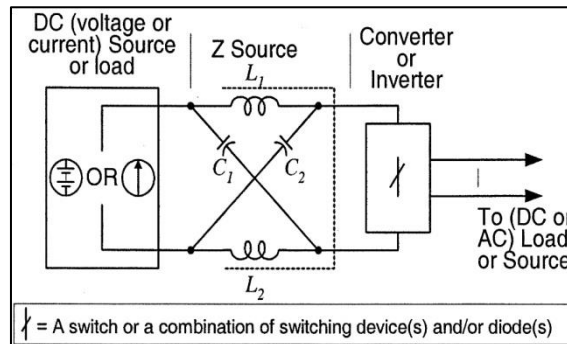 DC (voltage or
current) Source
or load
Z Source
Converter
or
Inverter
L1
C1
C2
OR
L2
To (DC or
AC) Load
or Source
= A switch or a combination of switching device(s) and/or diode(s)